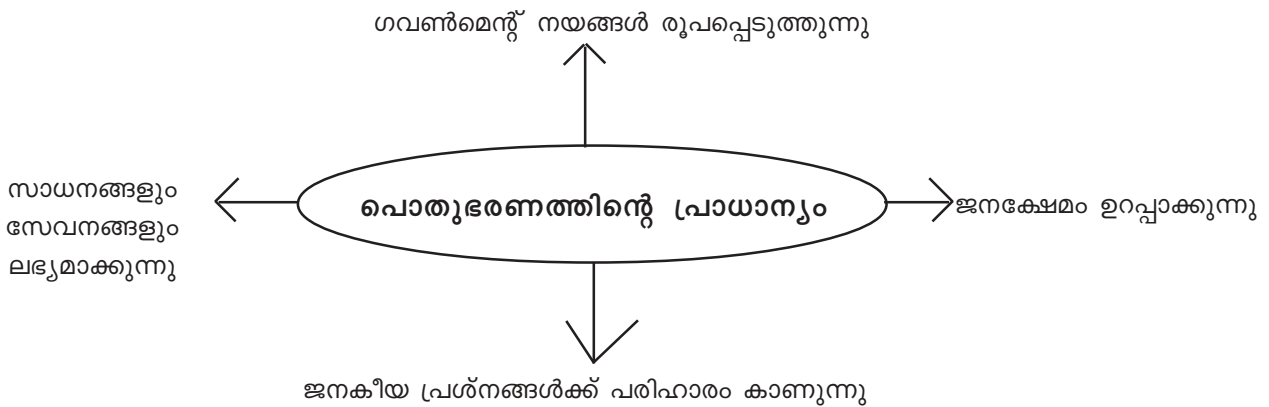 ഗവൺമെന്റ് നയങ്ങൾ രൂപപ്പെടുത്തുന്നു
സാധനങ്ങളും
സേവനങ്ങളും
ലഭ്യമാക്കുന്നു
പൊതുഭരണത്തിന്റെ പ്രാധാന്യം
ജനക്ഷേമം ഉറപ്പാക്കുന്നു
ജനകീയ പ്രശ്നങ്ങൾക്ക് പരിഹാരം കാണുന്നു